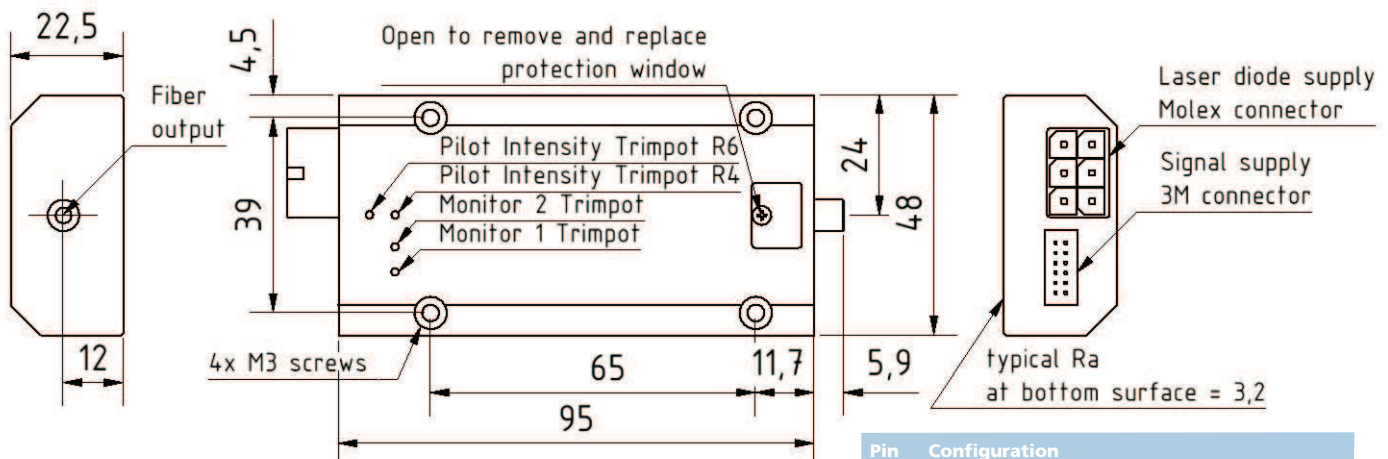 22,5
4,5
Fiber
output
12
39
Open to remove and replace
protection window
Pilot Intensity Trimpot R6
Pilot Intensity Trimpot R4
Monitor 2 Trimpot
Monitor 1 Trimpot
24
48
4x M3 screws
65
11,7
5,9
95
Laser diode supply
Molex connector
Signal supply
3M connector
typical Ra
at bottom surface = 3,2
Pin Configuration